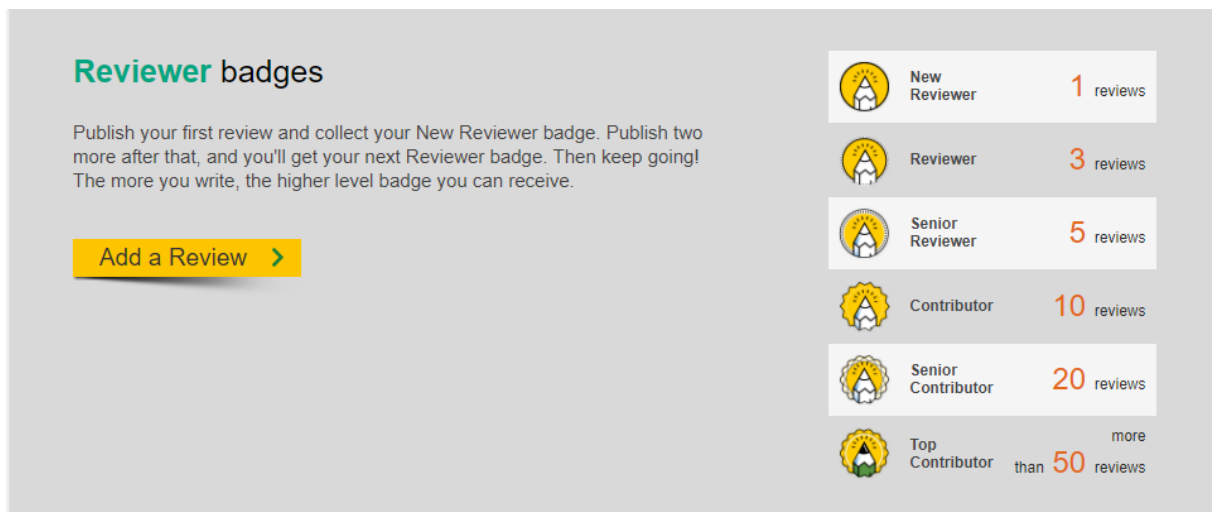 Reviewer badges
Publish your first review and collect your New Reviewer badge. Publish two
more after that, and you'll get your next Reviewer badge. Then keep going!
The more you write, the higher level badge you can receive.
Add a Review
New
Reviewer
1 reviews
Reviewer
3 reviews
Senior
Reviewer
5 reviews
Contributor
10 reviews
Senior
Contributor
20 reviews
Top
Contributor
more
than 50 reviews